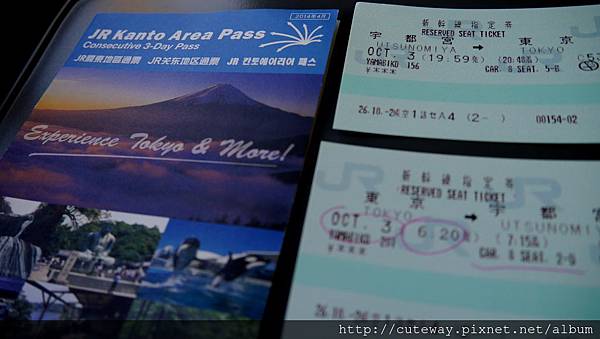 2014年4月
JR Kanto Area Pass
Consecutive 3-Day Pass
JR關東地區通票 JR关东地区通票 JR 칸토에이리어 패스
Experience Tokyo & More!
新幹線指定券
RESERVED SEAT TICKET
宇都宮 → 東京
UTSUNOMIYA TOKYO
OCT. 3 (19:59発) (20:48着)
YAMABIKO 156 CAR. 8 SEAT. 5-
¥****
00154-02
新幹線指定券
RESERVED SEAT TICKET
東京 → 宇都宮
TOKYO UTSUNOMIYA
OCT. 3 (6:20発) (7:15着)
YAMABIKO CAR. 8 SEAT. 2-
¥****
http://cuteway.pixnet.net/album